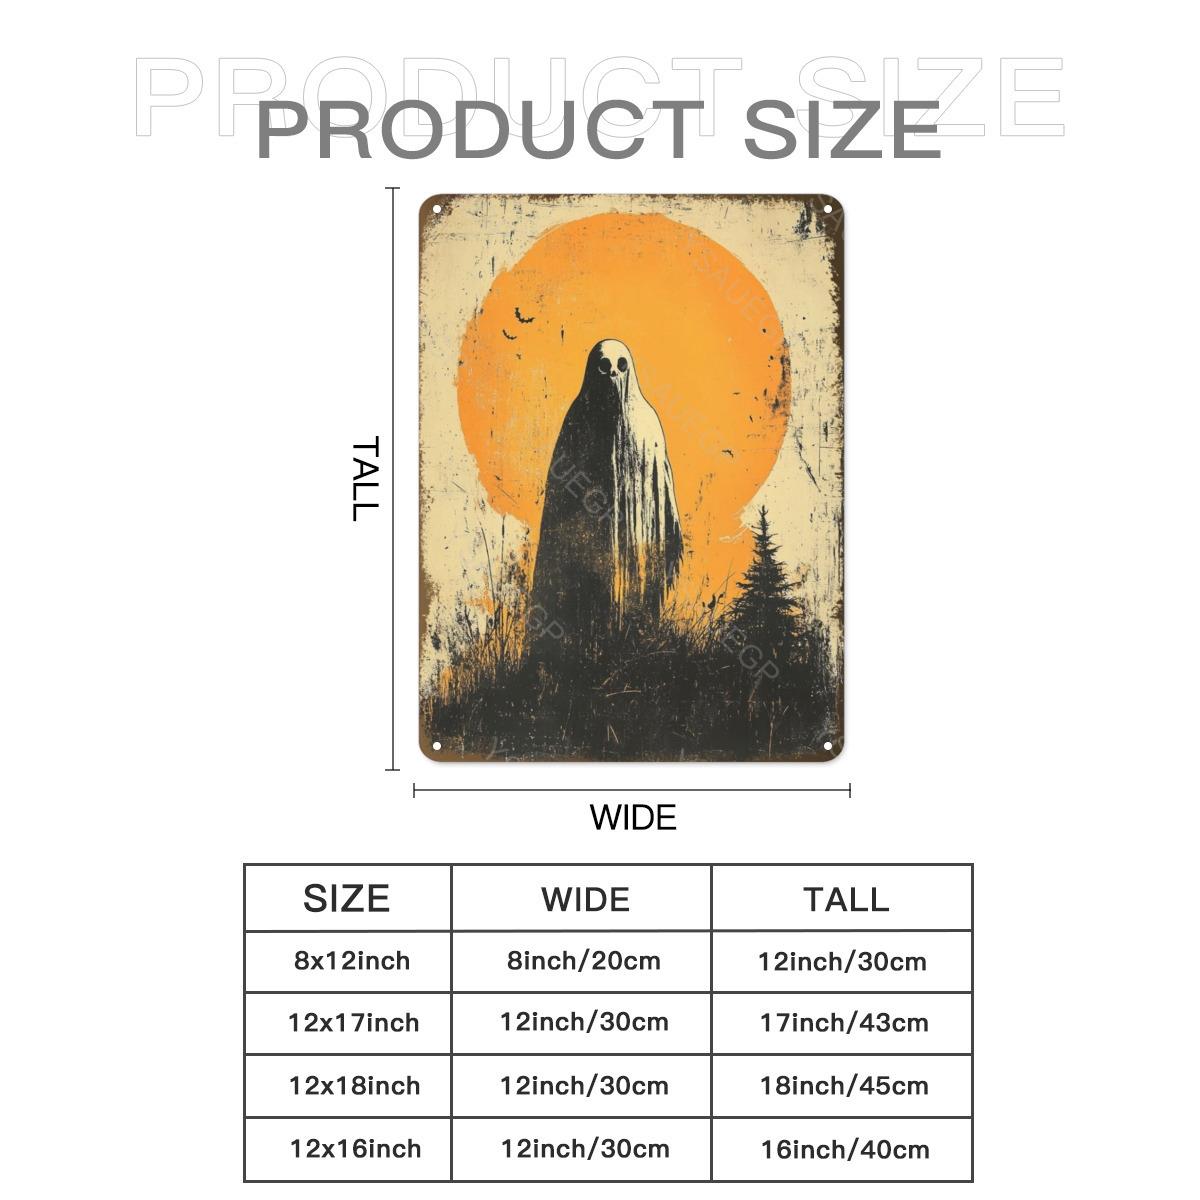 PRODUCT SIZE
PRODUCT SIZE
TALL
WIDE
SIZE WIDE TALL
8x12inch 8inch/20cm 12inch/30cm
12x17inch 12inch/30cm 17inch/43cm
12x18inch 12inch/30cm 18inch/45cm
12x16inch 12inch/30cm 16inch/40cm